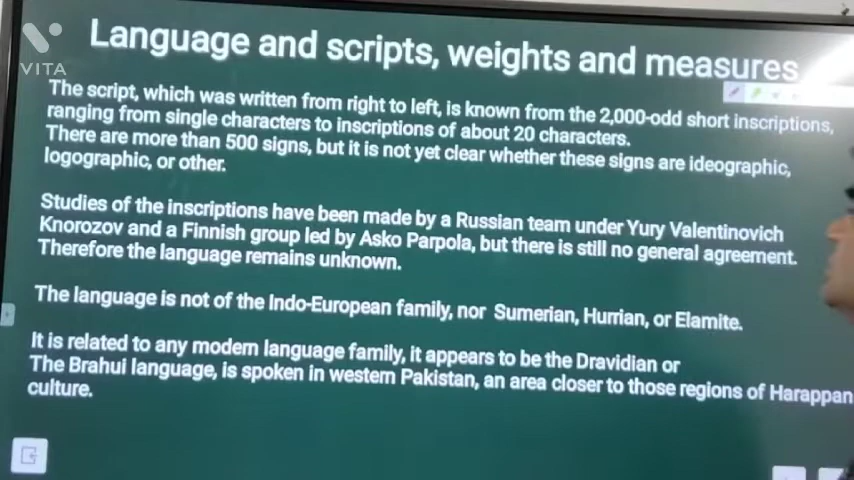 VITA
Language and scripts, weights and measures
The script, which was written from right to left, is known from the 2,000-odd short inscriptions,
ranging from single characters to inscriptions of about 20 characters.
There are more than 500 signs, but it is not yet clear whether these signs are ideographic,
logographic, or other.
Studies of the inscriptions have been made by a Russian team under Yury Valentinovich
Knorozov and a Finnish group led by Asko Parpola, but there is still no general agreement.
Therefore the language remains unknown.
The language is not of the Indo-European family, nor Sumerian, Hurrian, or Elamite.
It is related to any modern language family, it appears to be the Dravidian or
The Brahui language, is spoken in western Pakistan, an area closer to those regions of Harappan
culture.